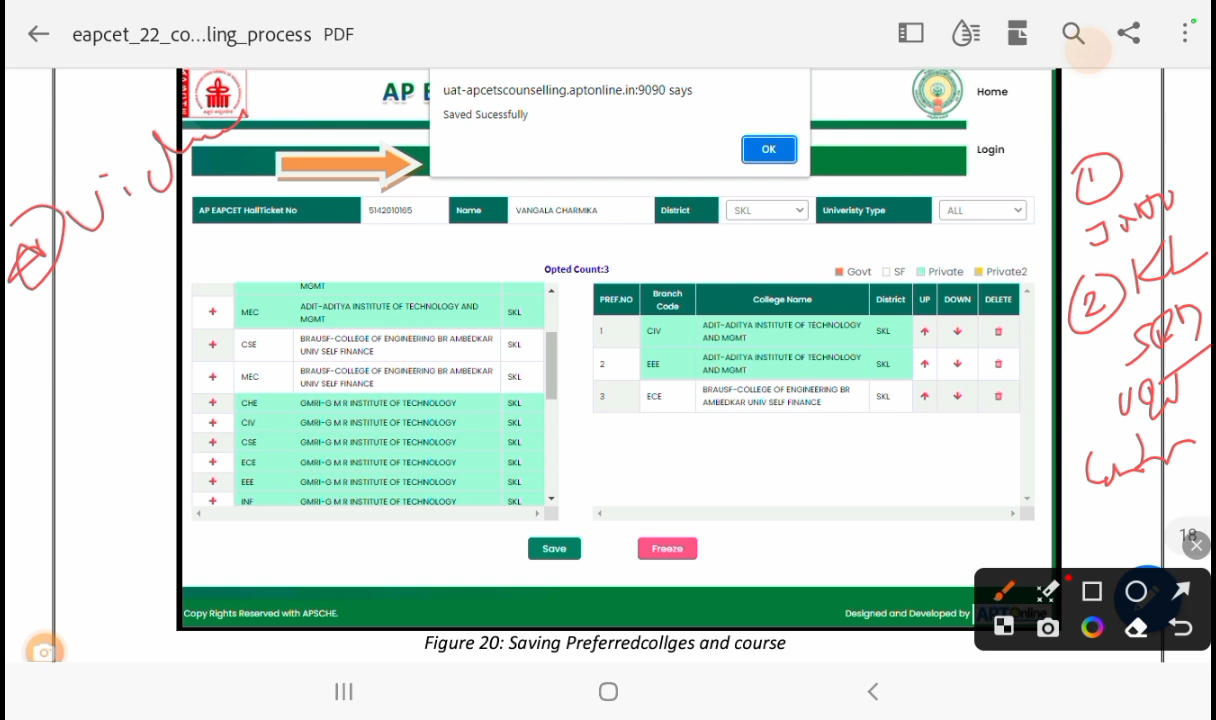 eapcet_22_co...ling_process PDF
AP E
uat-apcetscounselling.aptonline.in:9090 says
Saved Sucessfully
OK
Home
Login
AP EAPCET HallTicket No 5142010165 Name VANGALA CHARMIKA District SKL Univeristy Type ALL
Opted Count:3
Govt SF Private Private2
MGMT
MEC ADIT-ADITYA INSTITUTE OF TECHNOLOGY AND MGMT SKL
CSE BRAUSF-COLLEGE OF ENGINEERING BR AMBEDKAR UNIV SELF FINANCE SKL
MEC BRAUSF-COLLEGE OF ENGINEERING BR AMBEDKAR UNIV SELF FINANCE SKL
CHE GMRI-G M R INSTITUTE OF TECHNOLOGY SKL
CIV GMRI-G M R INSTITUTE OF TECHNOLOGY SKL
CSE GMRI-G M R INSTITUTE OF TECHNOLOGY SKL
ECE GMRI-G M R INSTITUTE OF TECHNOLOGY SKL
EEE GMRI-G M R INSTITUTE OF TECHNOLOGY SKL
INF GMRI-G M R INSTITUTE OF TECHNOLOGY SKL
PREF.NO Branch Code College Name District UP DOWN DELETE
1 CIV ADIT-ADITYA INSTITUTE OF TECHNOLOGY AND MGMT SKL
2 EEE ADIT-ADITYA INSTITUTE OF TECHNOLOGY AND MGMT SKL
3 ECE BRAUSF-COLLEGE OF ENGINEERING BR AMBEDKAR UNIV SELF FINANCE SKL
Save Freeze
Copy Rights Reserved with APSCHE.
Designed and Developed by APTOnline
Figure 20: Saving Preferredcollges and course
18
①
② KL
SRM